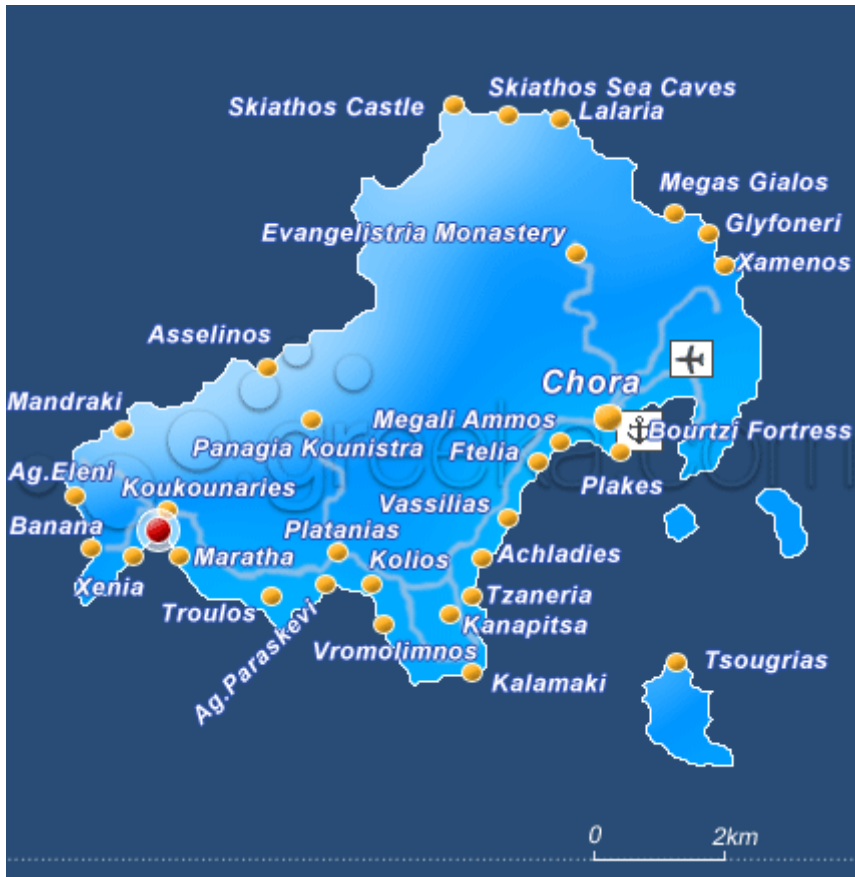 Skiathos Sea Caves
Skiathos Castle
Lalaria
Megas Gialos
Glyfoneri
Evangelistria Monastery
Xamenos
Asselinos
Chora
Mandraki
Megali Ammos
Bourtzi Fortress
Panagia Kounistra
Ftelia
Ag.Eleni
Koukounaries
Plakes
Vassilias
Banana
Platanias
Maratha
Kolios
Achladies
Xenia
Troulos
Tzaneria
Kanapitsa
Ag.Paraskevi
Vromolimnos
Kalamaki
Tsougrias
0 2km
greeka.com